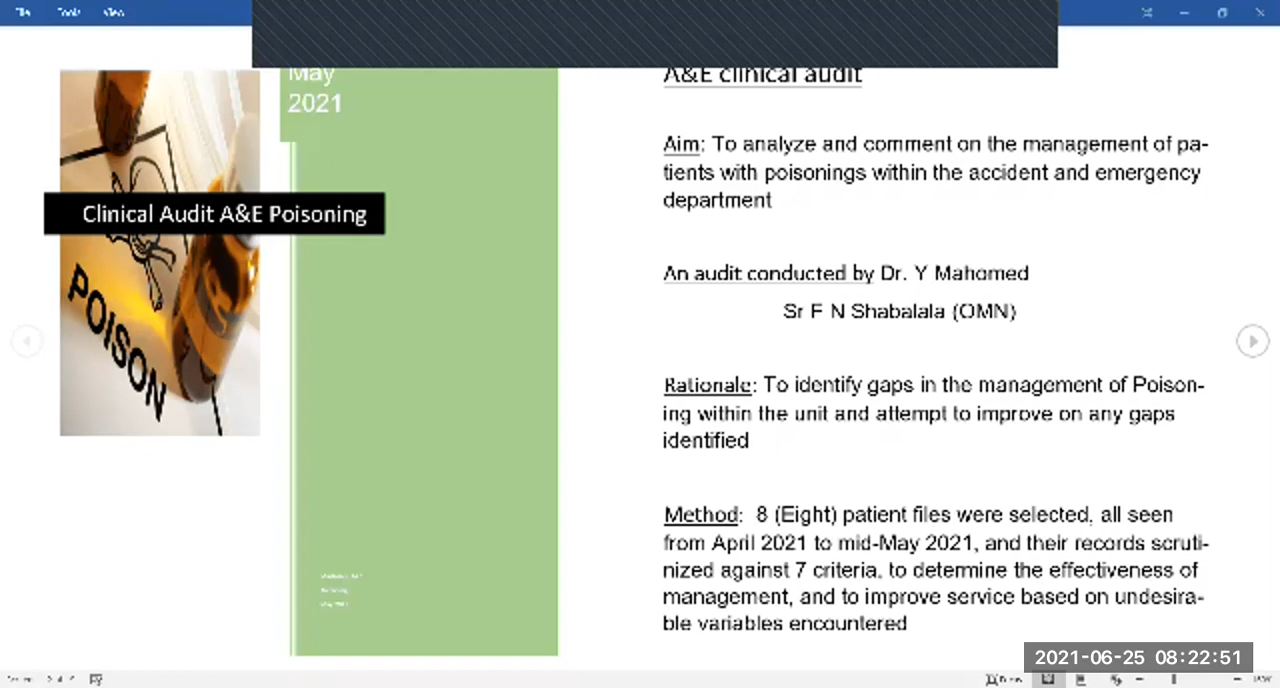 File Tools View
May
2021
Clinical Audit A&E Poisoning
POISON
A&E clinical audit
Aim: To analyze and comment on the management of pa-
tients with poisonings within the accident and emergency
department
An audit conducted by Dr. Y Mahomed
Sr F N Shabalala (OMN)
Rationale: To identify gaps in the management of Poison-
ing within the unit and attempt to improve on any gaps
identified
Method: 8 (Eight) patient files were selected, all seen
from April 2021 to mid-May 2021, and their records scruti-
nized against 7 criteria, to determine the effectiveness of
management, and to improve service based on undesira-
ble variables encountered
2021-06-25 08:22:51